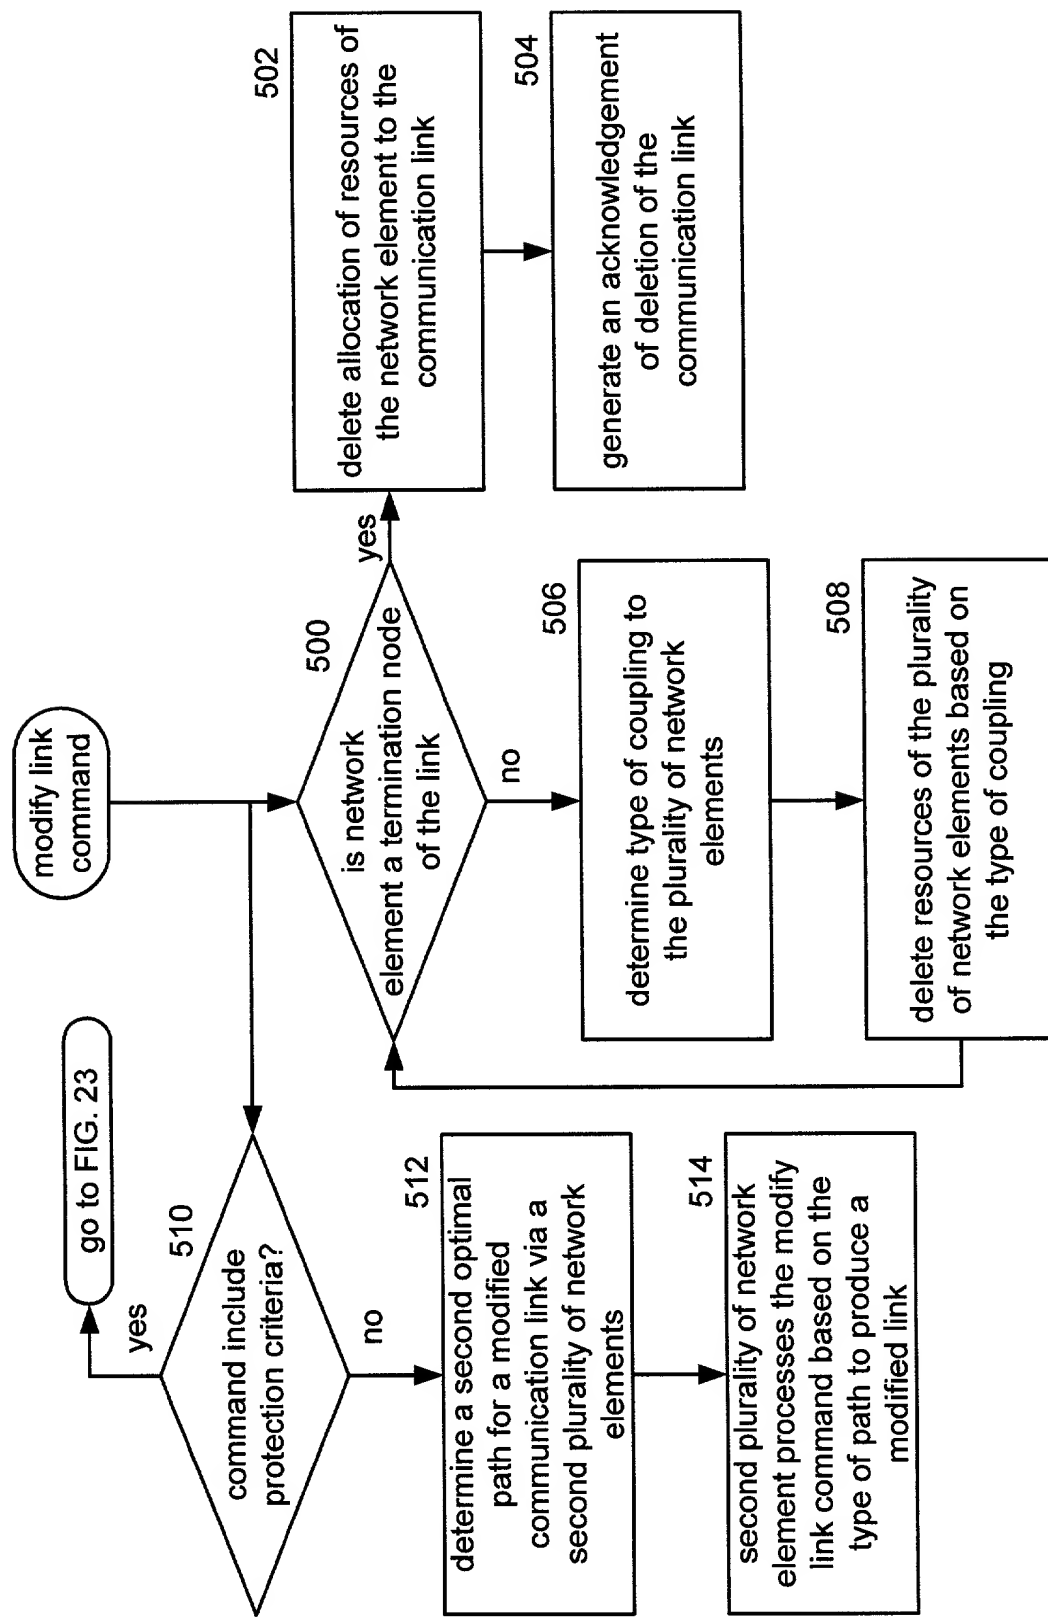 modify link
command
go to FIG. 23
yes
510
command include
protection criteria?
no
512
determine a second optimal
path for a modified
communication link via a
second plurality of network
elements
514
second plurality of network
element processes the modify
link command based on the
type of path to produce a
modified link
500
is network
element a termination node
of the link
yes
no
506
determine type of coupling to
the plurality of network
elements
508
delete resources of the plurality
of network elements based on
the type of coupling
502
delete allocation of resources of
the network element to the
communication link
504
generate an acknowledgement
of deletion of the
communication link